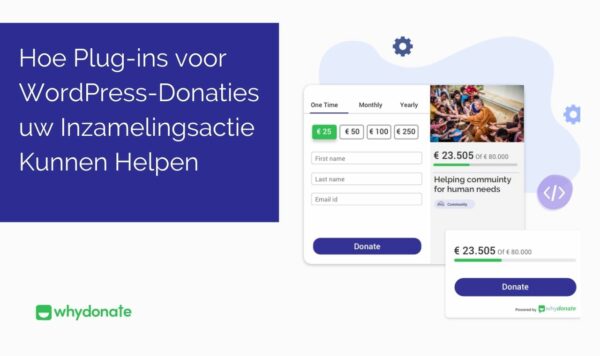 Hoe Plug-ins voor
WordPress-Donaties
uw Inzamelingsactie
Kunnen Helpen
One Time Monthly Yearly
€ 25 € 50 € 100 € 250
First name
Last name
Email id
Donate
€ 23.505 Of € 80.000
Helping commuinty
for human needs
Community
€ 23.505 Of € 80.000
Donate
Powered by whydonate
whydonate